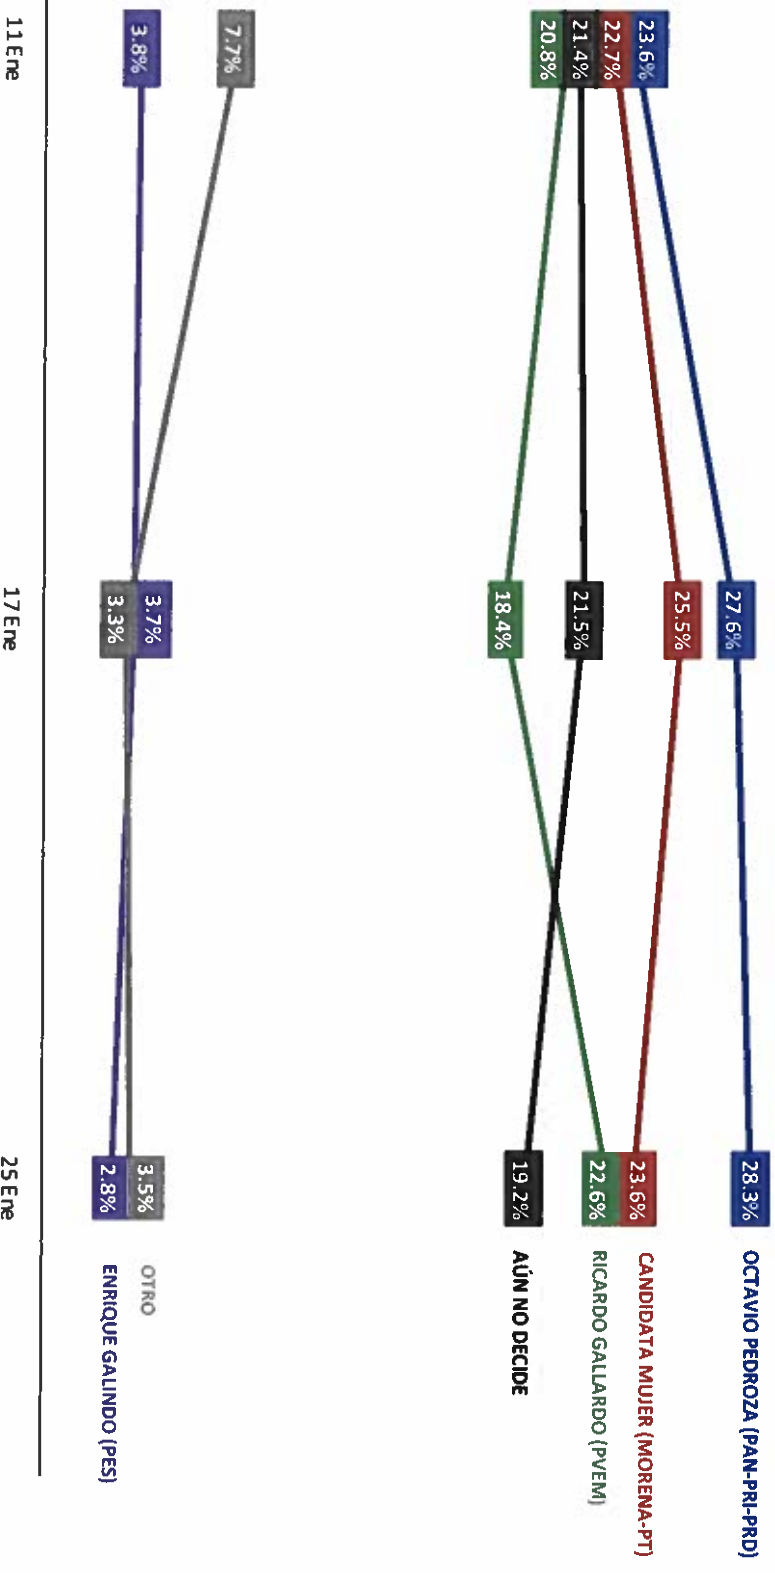 23.6%
22.7%
21.4%
20.8%
7.7%
3.8%
27.6%
25.5%
21.5%
18.4%
3.7%
3.3%
28.3%
23.6%
22.6%
19.2%
3.5%
2.8%
OCTAVIO PEDROZA (PAN-PRI-PRD)
CANDIDATA MUJER (MORENA-PT)
RICARDO GALLARDO (PVEM)
AÚN NO DECIDE
OTRO
ENRIQUE GALINDO (PES)
11 Ene
17 Ene
25 Ene